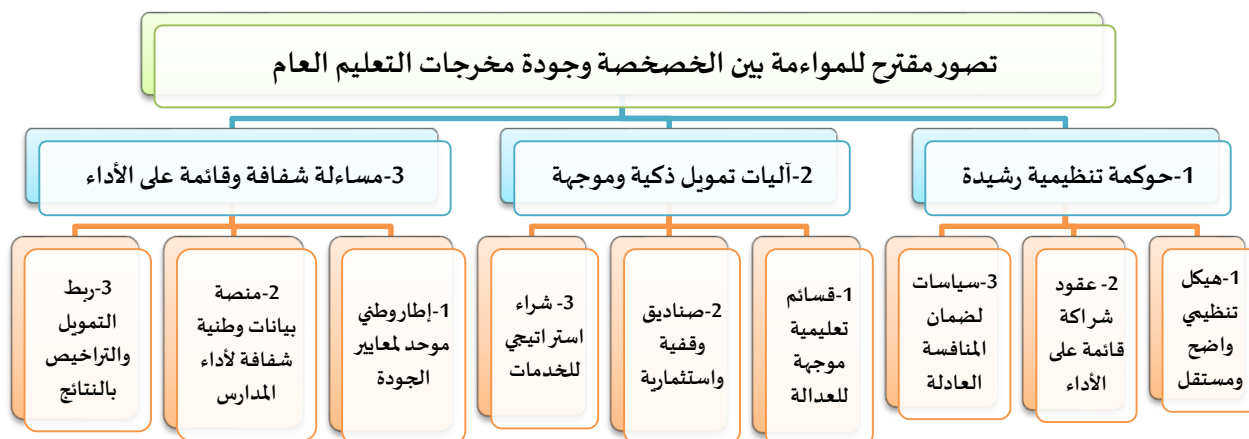 تصور مقترح للمواءمة بين الخصخصة وجودة مخرجات التعليم العام
1-حوكمة تنظيمية رشيدة
2-آليات تمويل ذكية وموجهة
3-مساءلة شفافة وقائمة على الأداء
1-هيكل
تنظيمي
واضح
ومستقل
2- عقود
شراكة
قائمة على
الأداء
3-سياسات
لضمان
المنافسة
العادلة
1-قسائم
تعليمية
موجهة
للعدالة
2-صناديق
وقفية
واستثمارية
3- شراء
استراتيجي
للخدمات
1-إطار وطني
موحد لمعايير
الجودة
2-منصة
بيانات وطنية
شفافة لأداء
المدارس
3-ربط
التمويل
والتراخيص
بالنتائج